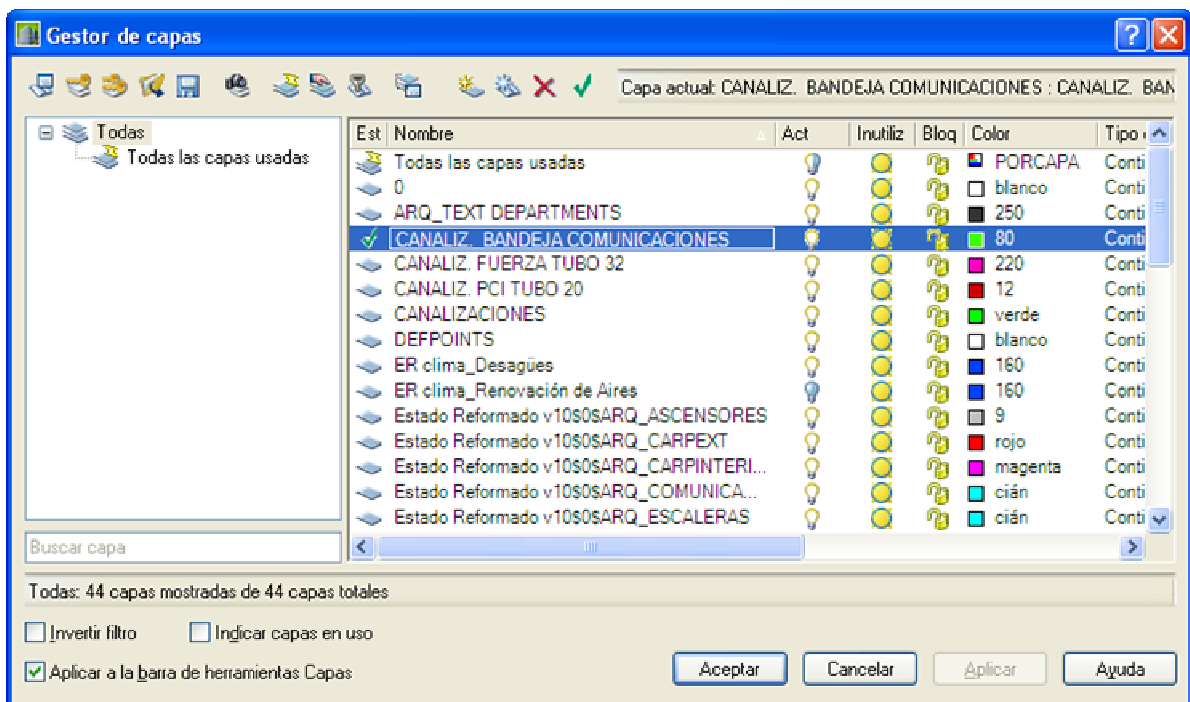 Gestor de capas
Capa actual: CANALIZ. BANDEJA COMUNICACIONES : CANALIZ. BAN
Todas
Todas las capas usadas
Est Nombre Act Inutiliz Bloq Color Tipo
Todas las capas usadas PORCAPA Conti
0 blanco Conti
ARQ_TEXT DEPARTMENTS 250 Conti
CANALIZ. BANDEJA COMUNICACIONES 80 Conti
CANALIZ. FUERZA TUBO 32 220 Conti
CANALIZ. PCI TUBO 20 12 Conti
CANALIZACIONES verde Conti
DEFPOINTS blanco Conti
ER clima_Desagües 160 Conti
ER clima_Renovación de Aires 160 Conti
Estado Reformado v10$0$ARQ_ASCENSORES 9 Conti
Estado Reformado v10$0$ARQ_CARPEXT rojo Conti
Estado Reformado v10$0$ARQ_CARPINTERI... magenta Conti
Estado Reformado v10$0$ARQ_COMUNICA... cián Conti
Estado Reformado v10$0$ARQ_ESCALERAS cián Conti
Buscar capa
Todas: 44 capas mostradas de 44 capas totales
Invertir filtro Indicar capas en uso
Aplicar a la barra de herramientas Capas
Aceptar Cancelar Aplicar Ayuda